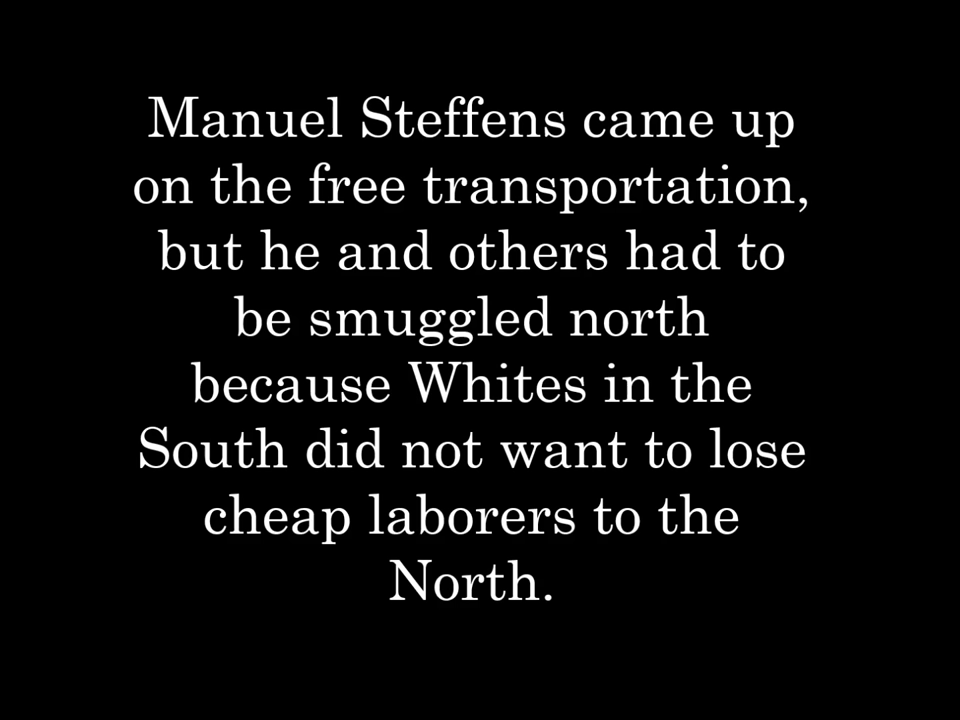 Manuel Steffens came up
on the free transportation,
but he and others had to
be smuggled north
because Whites in the
South did not want to lose
cheap laborers to the
North.